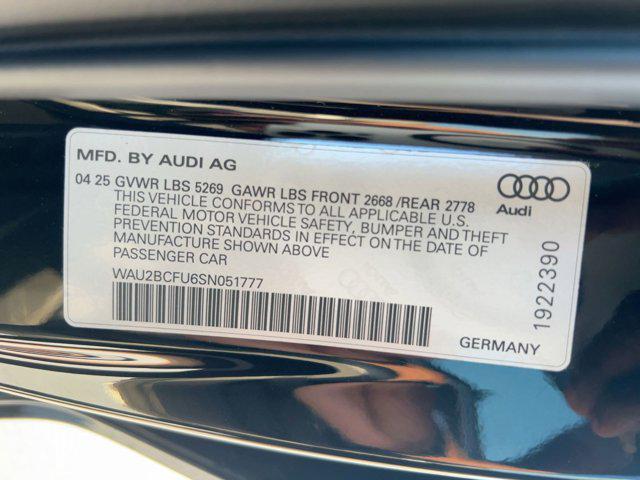 MFD. BY AUDI AG
04 25 GVWR LBS 5269 GAWR LBS FRONT 2668 /REAR 2778
THIS VEHICLE CONFORMS TO ALL APPLICABLE U.S.
FEDERAL MOTOR VEHICLE SAFETY, BUMPER AND THEFT
PREVENTION STANDARDS IN EFFECT ON THE DATE OF
MANUFACTURE SHOWN ABOVE
PASSENGER CAR
WAU2BCFU6SN051777
GERMANY
Audi
1922390